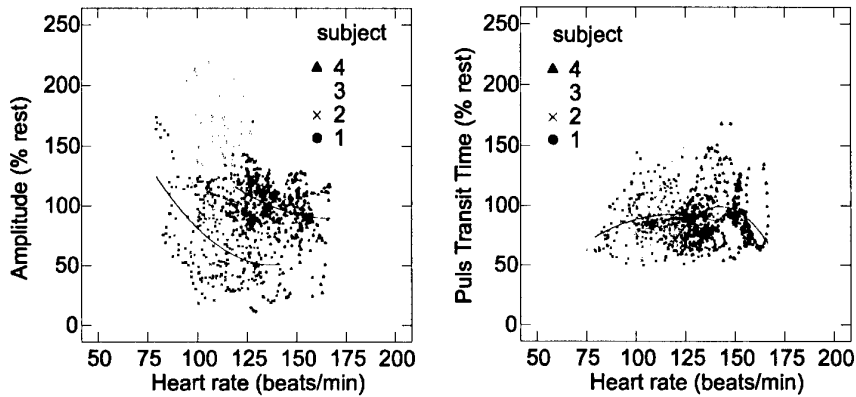 250
200
150
100
50
0
Amplitude (% rest)
subject
▲ 4
3
× 2
● 1
50 75 100 125 150 175 200
Heart rate (beats/min)
250
200
150
100
50
0
Puls Transit Time (% rest)
subject
▲ 4
3
× 2
● 1
50 75 100 125 150 175 200
Heart rate (beats/min)